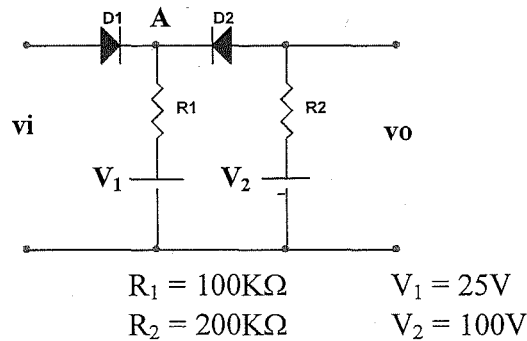 D1 A D2
R1 R2
vi vo
V₁ V₂
R₁ = 100KΩ V₁ = 25V
R₂ = 200KΩ V₂ = 100V